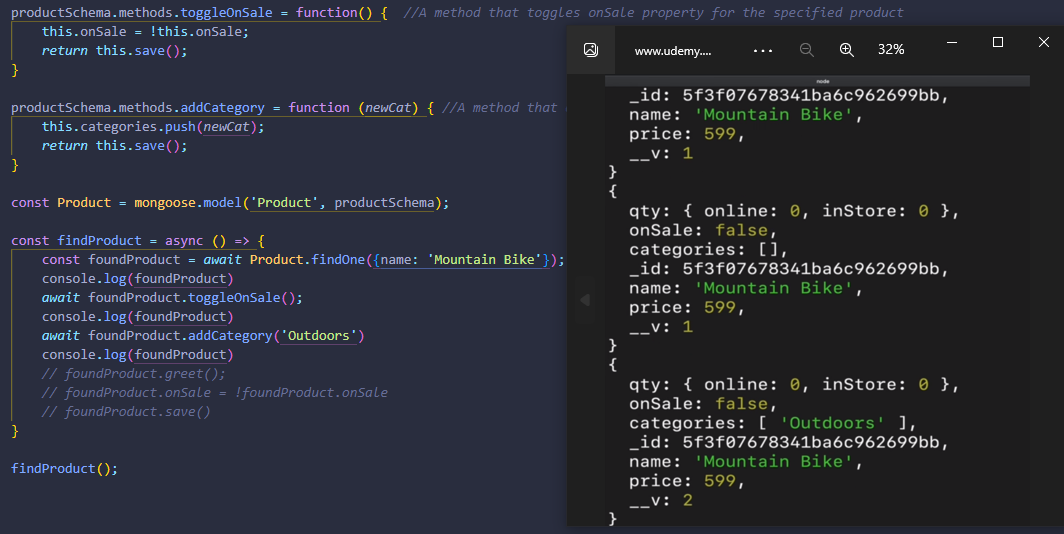 productSchema.methods.toggleOnSale = function() {  //A method that toggles onSale property for the specified product
    this.onSale = !this.onSale;
    return this.save();
}
productSchema.methods.addCategory = function (newCat) { //A method that
    this.categories.push(newCat);
    return this.save();
}
const Product = mongoose.model('Product', productSchema);
const findProduct = async () => {
    const foundProduct = await Product.findOne({name: 'Mountain Bike'});
    console.log(foundProduct)
    await foundProduct.toggleOnSale();
    console.log(foundProduct)
    await foundProduct.addCategory('Outdoors')
    console.log(foundProduct)
    // foundProduct.greet();
    // foundProduct.onSale = !foundProduct.onSale
    // foundProduct.save()
}
findProduct();
www.udemy.... ... 32%
node
  _id: 5f3f07678341ba6c962699bb,
  name: 'Mountain Bike',
  price: 599,
  __v: 1
}
{
  qty: { online: 0, inStore: 0 },
  onSale: false,
  categories: [],
  _id: 5f3f07678341ba6c962699bb,
  name: 'Mountain Bike',
  price: 599,
  __v: 1
}
{
  qty: { online: 0, inStore: 0 },
  onSale: false,
  categories: [ 'Outdoors' ],
  _id: 5f3f07678341ba6c962699bb,
  name: 'Mountain Bike',
  price: 599,
  __v: 2
}